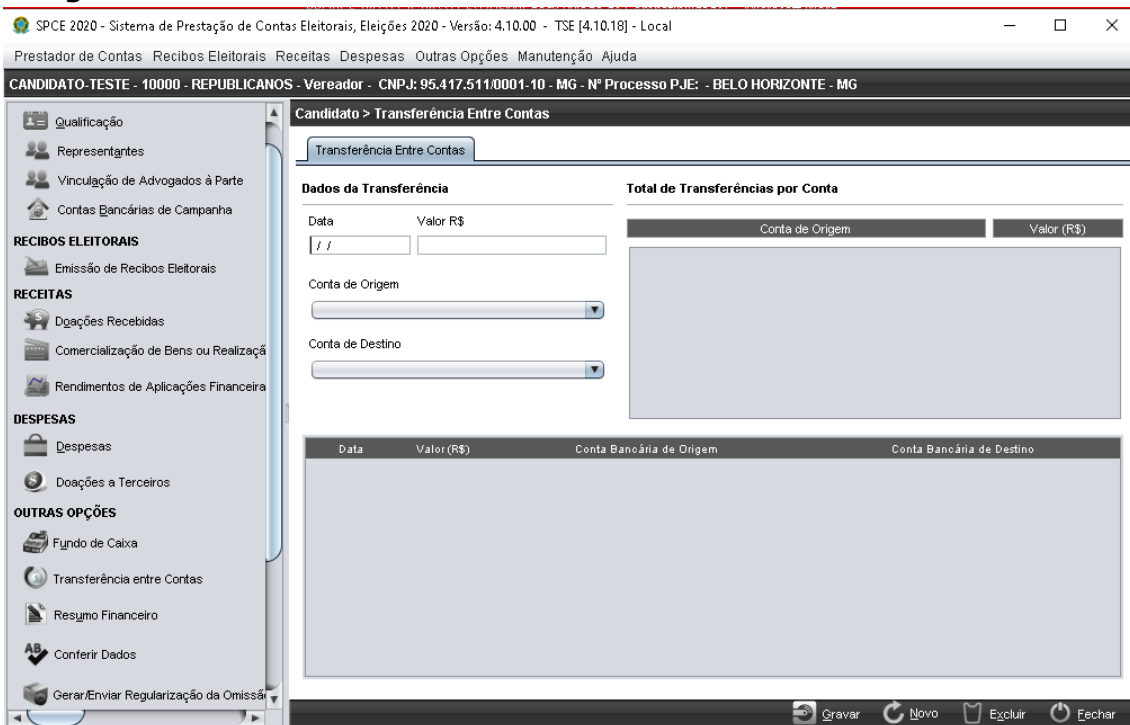 SPCE 2020 - Sistema de Prestação de Contas Eleitorais, Eleições 2020 - Versão: 4.10.00 - TSE [4.10.18] - Local
Prestador de Contas Recibos Eleitorais Receitas Despesas Outras Opções Manutenção Ajuda
CANDIDATO-TESTE - 10000 - REPUBLICANOS - Vereador - CNPJ: 95.417.511/0001-10 - MG - Nº Processo PJE: - BELO HORIZONTE - MG
Qualificação
Representantes
Vinculação de Advogados à Parte
Contas Bancárias de Campanha
RECIBOS ELEITORAIS
Emissão de Recibos Eleitorais
RECEITAS
Doações Recebidas
Comercialização de Bens ou Realizaçã
Rendimentos de Aplicações Financeira
DESPESAS
Despesas
Doações a Terceiros
OUTRAS OPÇÕES
Fundo de Caixa
Transferência entre Contas
Resumo Financeiro
Conferir Dados
Gerar/Enviar Regularização da Omissã
Candidato > Transferência Entre Contas
Transferência Entre Contas
Dados da Transferência
Data Valor R$
/ /
Conta de Origem
Conta de Destino
Total de Transferências por Conta
Conta de Origem Valor (R$)
Data Valor(R$) Conta Bancária de Origem Conta Bancária de Destino
Gravar Novo Excluir Fechar